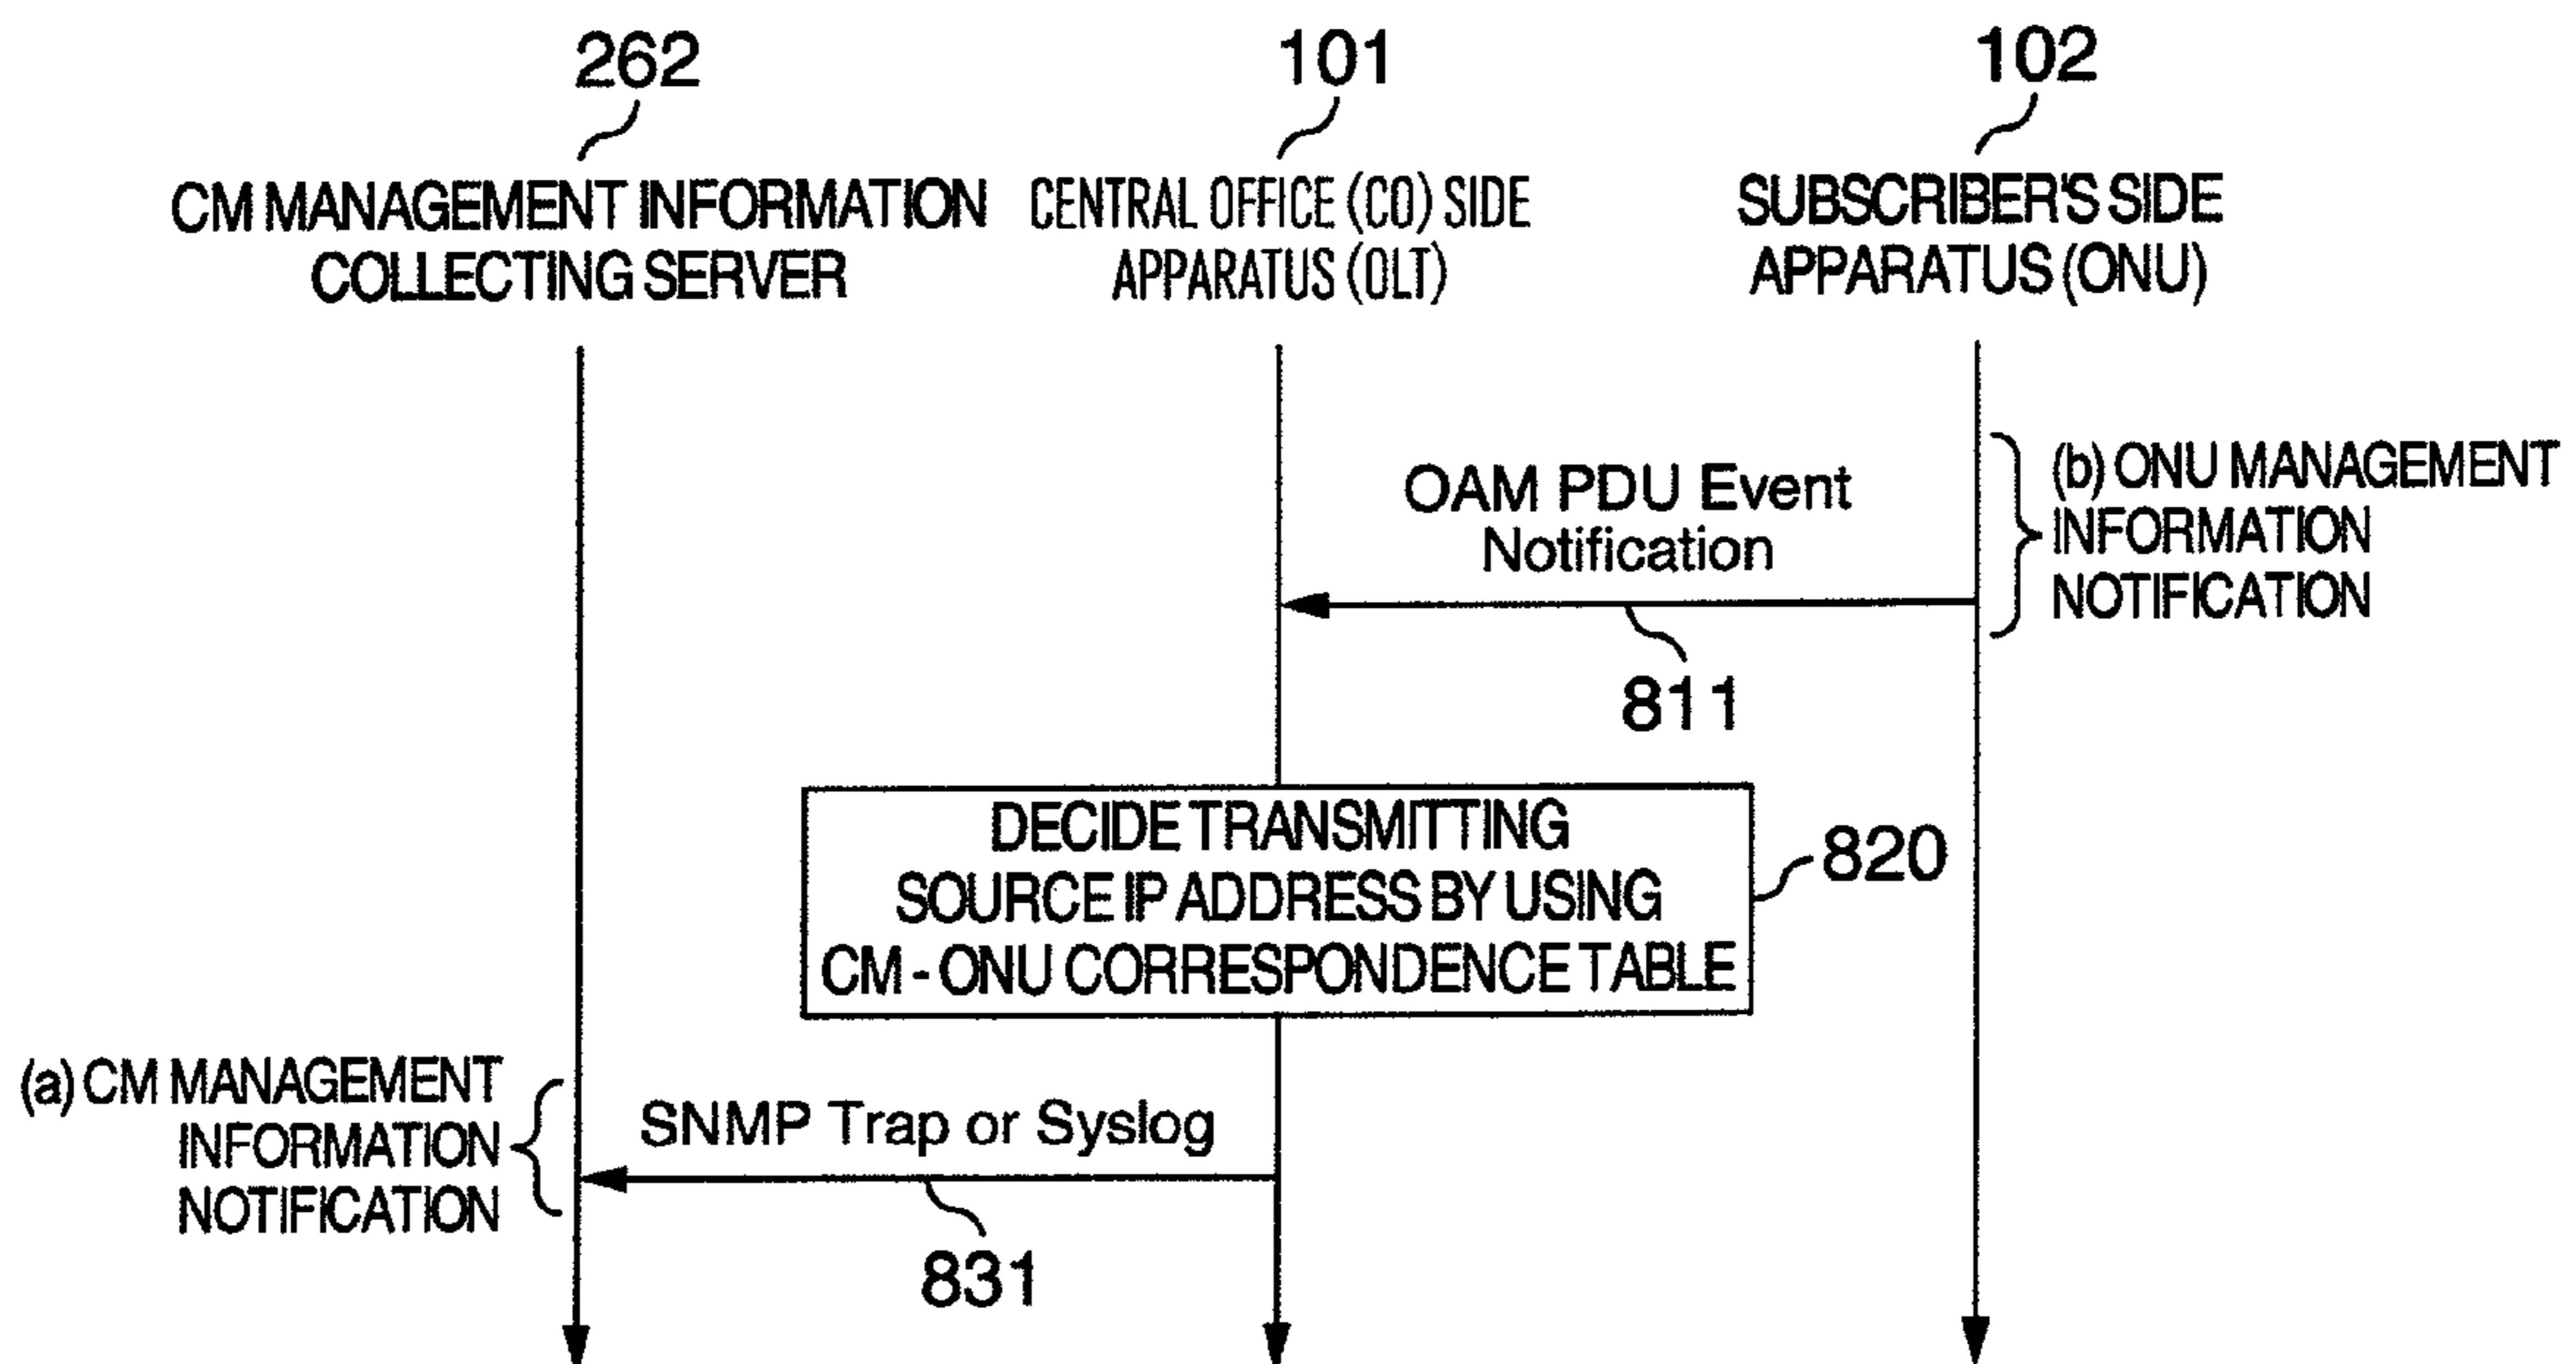 262
101
102
CM MANAGEMENT INFORMATION
COLLECTING SERVER
CENTRAL OFFICE (CO) SIDE
APPARATUS (OLT)
SUBSCRIBER'S SIDE
APPARATUS (ONU)
OAM PDU Event
Notification
(b) ONU MANAGEMENT
INFORMATION
NOTIFICATION
811
DECIDE TRANSMITTING
SOURCE IP ADDRESS BY USING
CM - ONU CORRESPONDENCE TABLE
820
(a) CM MANAGEMENT
INFORMATION
NOTIFICATION
SNMP Trap or Syslog
831